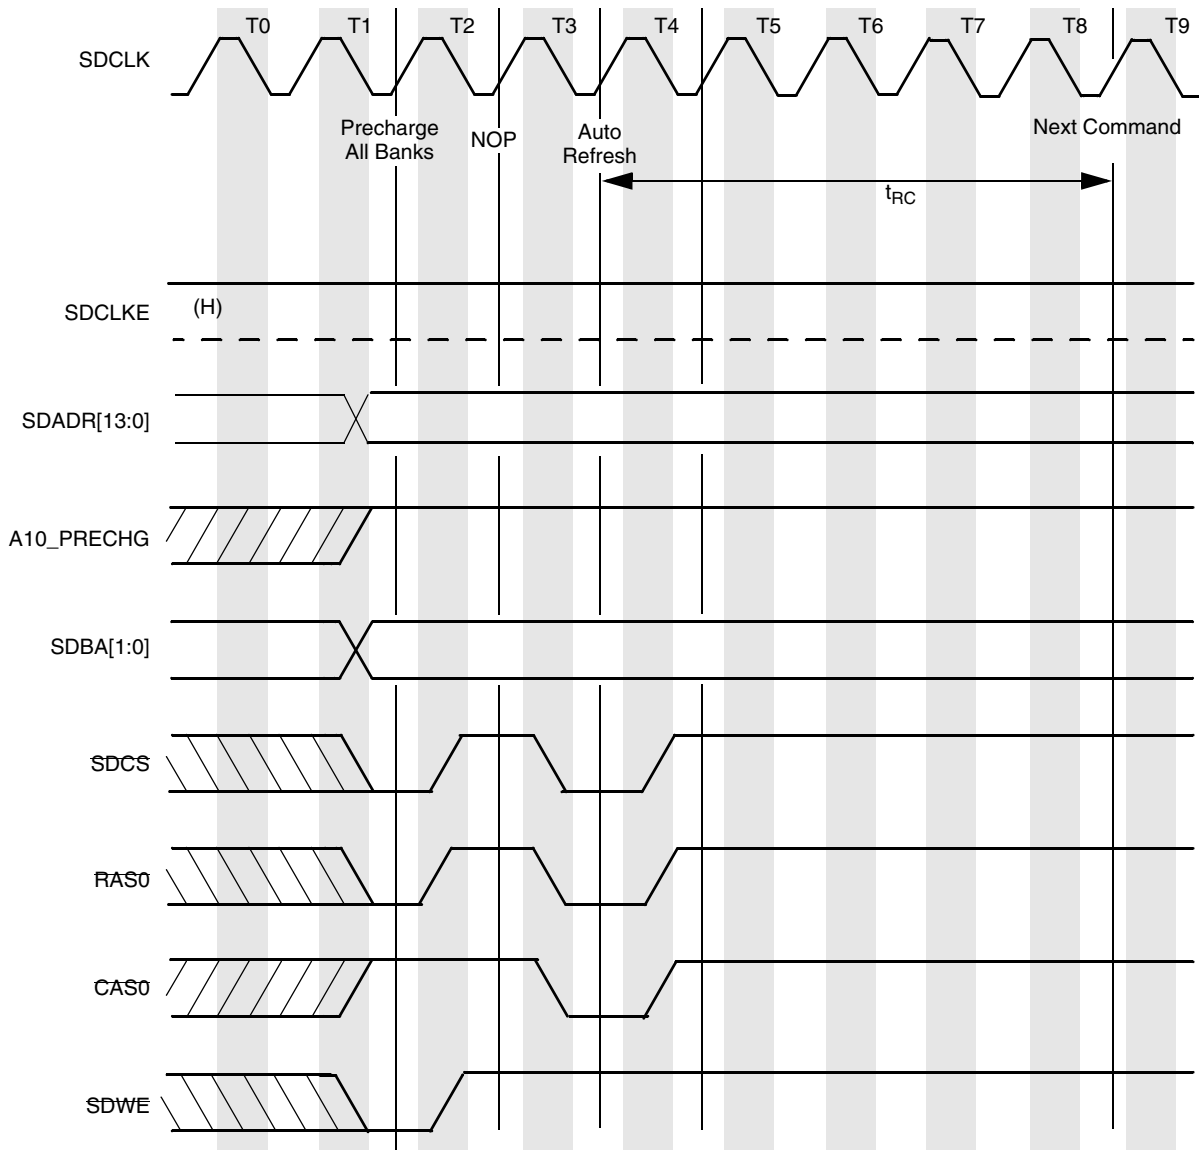 T0 T1 T2 T3 T4 T5 T6 T7 T8 T9
SDCLK
Precharge
All Banks
NOP
Auto
Refresh
Next Command
tRC
SDCLKE
(H)
SDADR[13:0]
A10_PRECHG
SDBA[1:0]
SDCS
RAS0
CAS0
SDWE